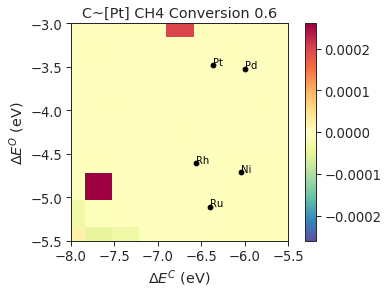 C~[Pt] CH4 Conversion 0.6
−3.0
−3.5
−4.0
−4.5
−5.0
−5.5
ΔE^O (eV)
Pt
Pd
Rh
Ni
Ru
−8.0 −7.5 −7.0 −6.5 −6.0 −5.5
ΔE^C (eV)
0.0002
0.0001
0.0000
−0.0001
−0.0002